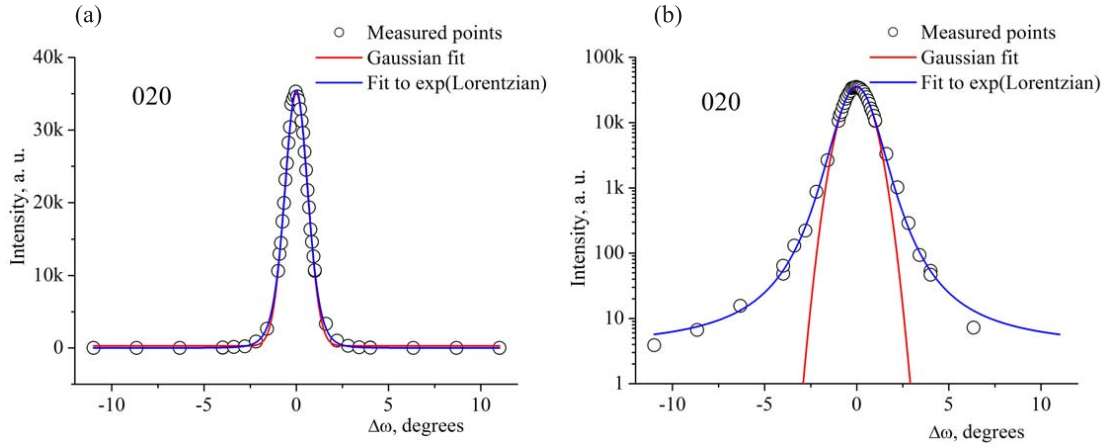 (a)
Measured points
Gaussian fit
Fit to exp(Lorentzian)
020
Intensity, a. u.
40k
30k
20k
10k
0
-10 -5 0 5 10
Δω, degrees
(b)
Measured points
Gaussian fit
Fit to exp(Lorentzian)
020
Intensity, a. u.
100k
10k
1k
100
10
1
-10 -5 0 5 10
Δω, degrees